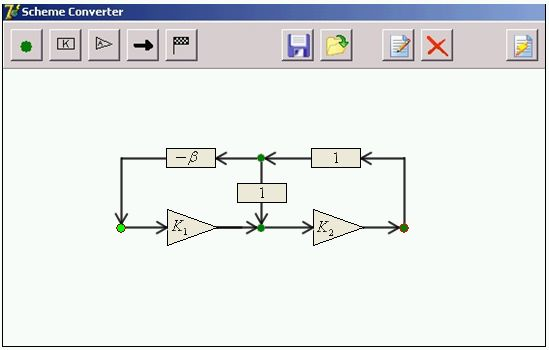 Scheme Converter
K
A
-β
1
1
K₁
K₂